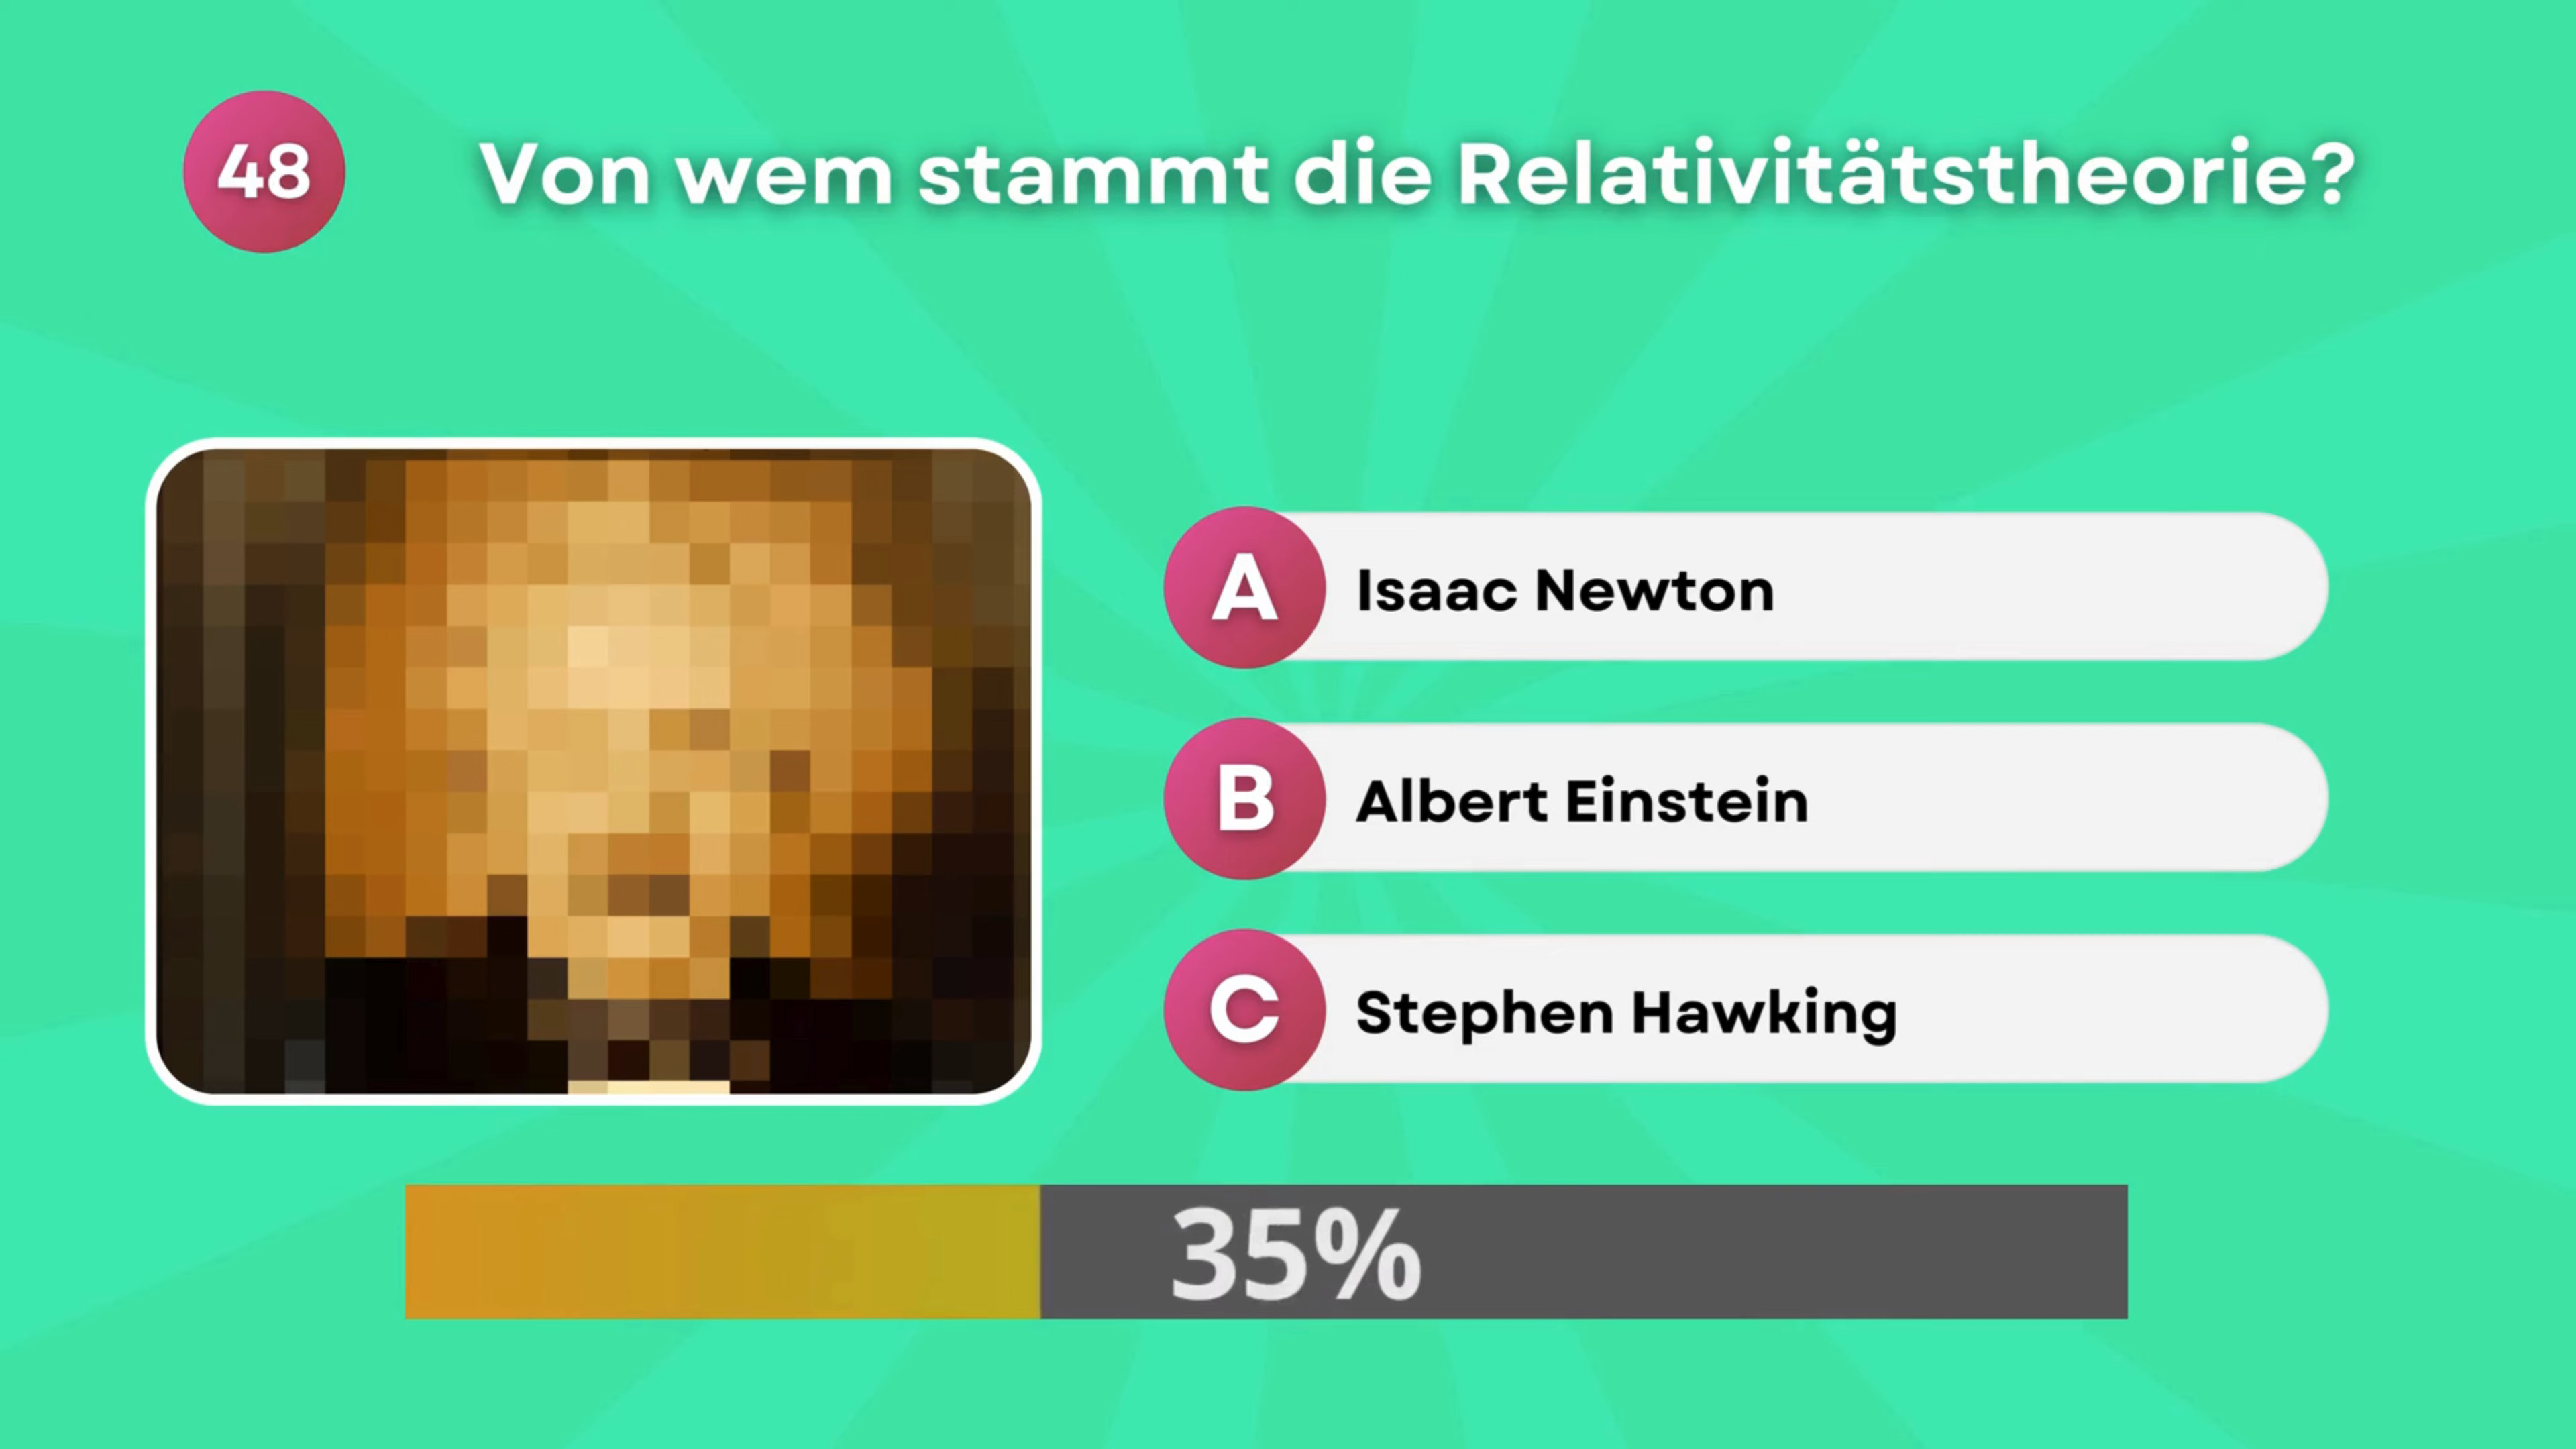 48
Von wem stammt die Relativitätstheorie?
A Isaac Newton
B Albert Einstein
C Stephen Hawking
35%